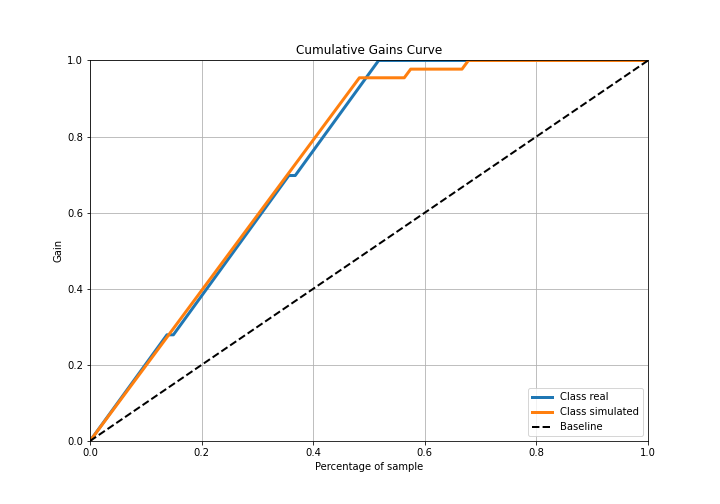 Cumulative Gains Curve
1.0
0.8
0.6
0.4
0.2
0.0
Gain
0.0 0.2 0.4 0.6 0.8 1.0
Percentage of sample
Class real
Class simulated
Baseline